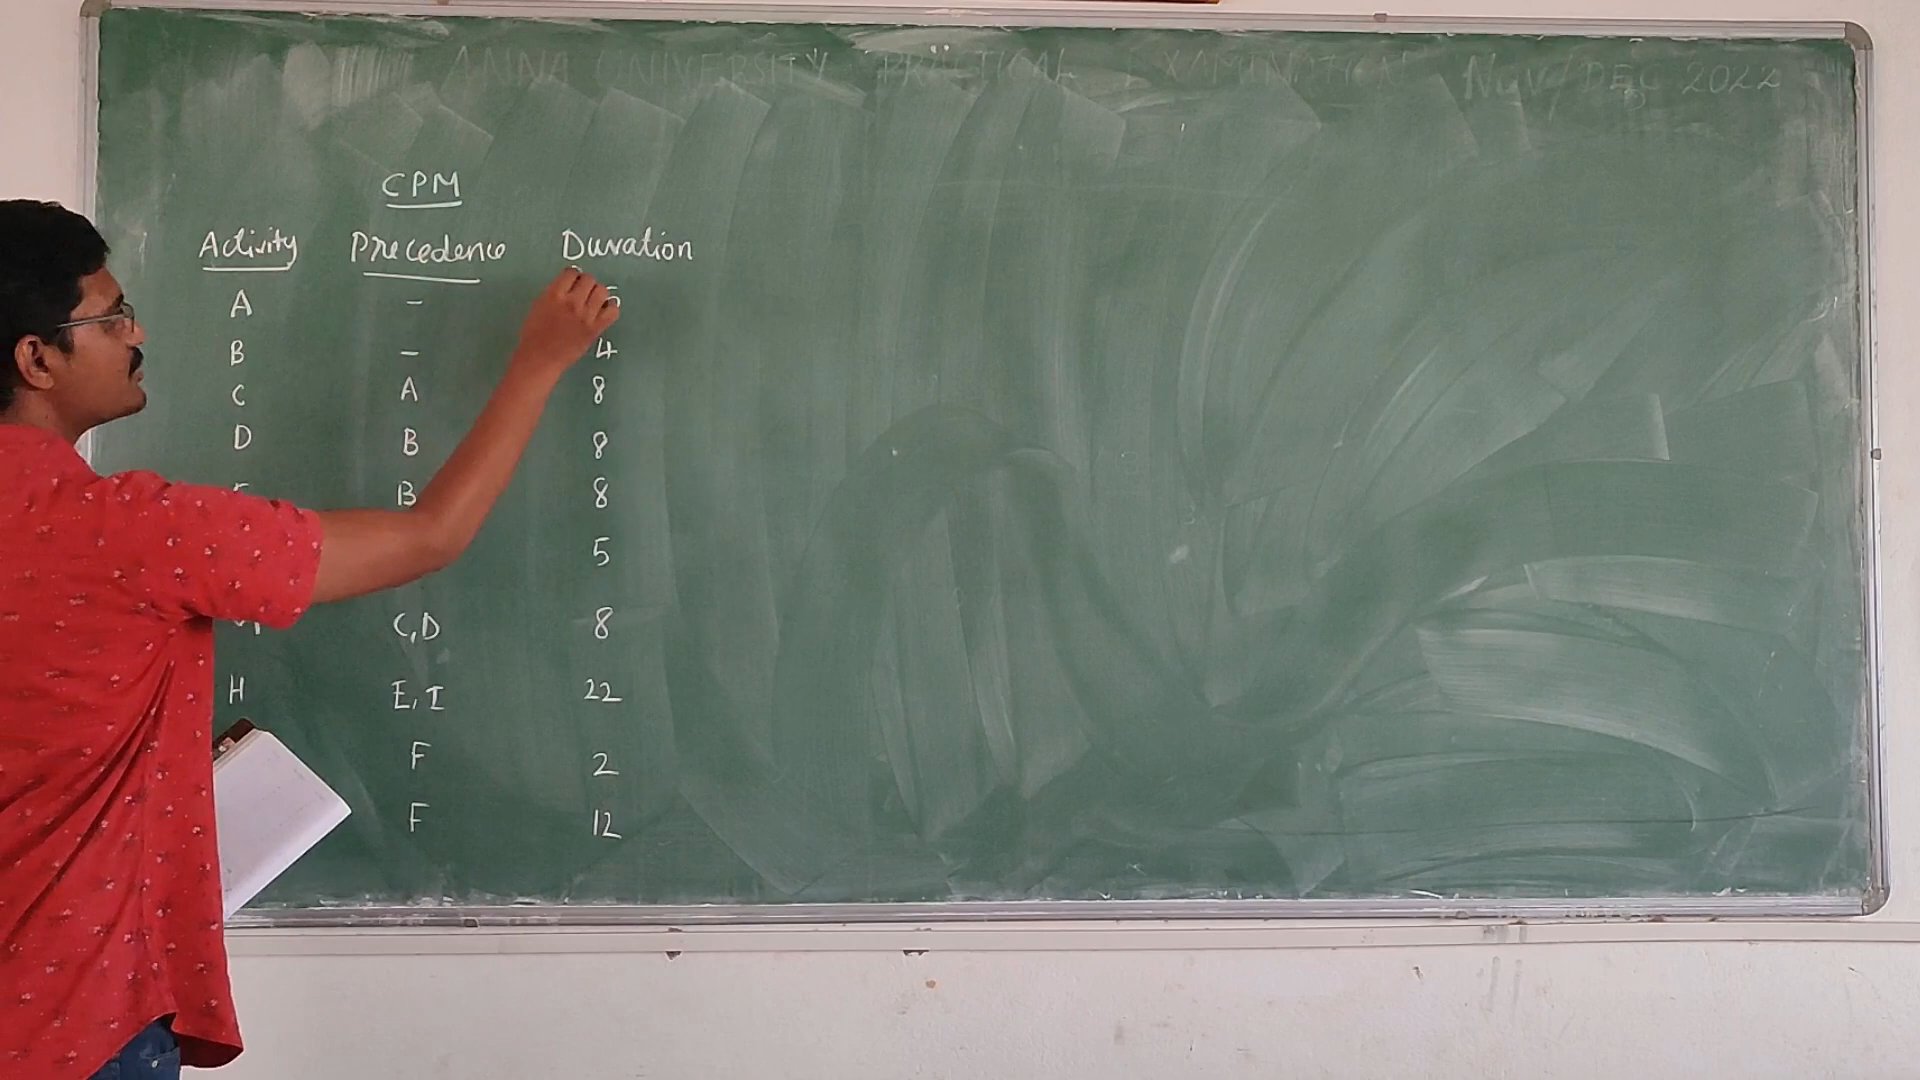 ANNA UNIVERSITY PRACTICAL EXAMINATION NOV/DEC 2022
CPM
Activity Precedence Duration
A - 5
B - 4
C A 8
D B 8
B 8
5
C,D 8
H E, I 22
F 2
F 12